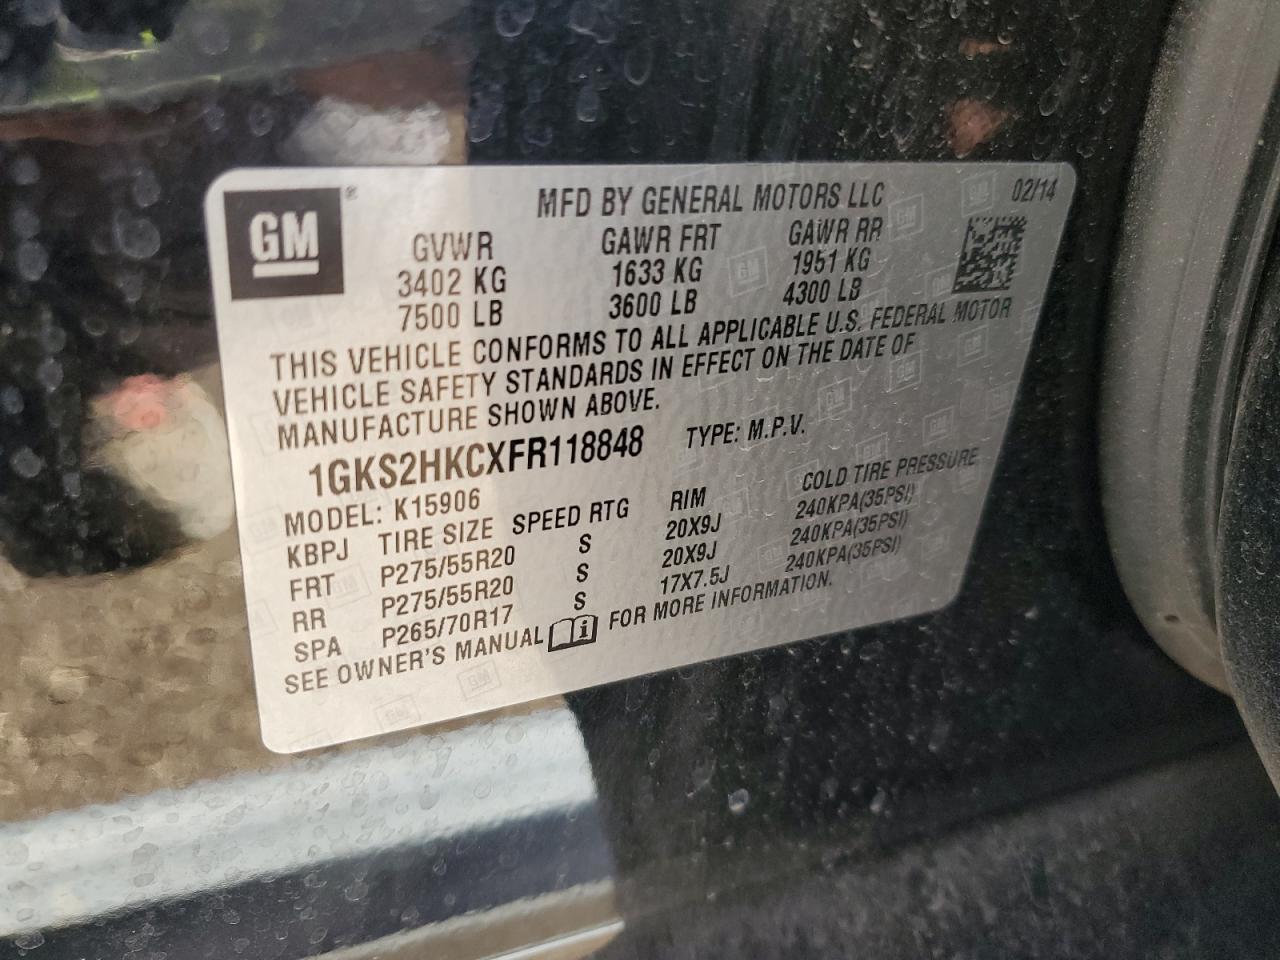 GM ® MFD BY GENERAL MOTORS LLC 02/14
GVWR GAWR FRT GAWR RR
3402 KG 1633 KG 1951 KG
7500 LB 3600 LB 4300 LB
THIS VEHICLE CONFORMS TO ALL APPLICABLE U.S. FEDERAL MOTOR
VEHICLE SAFETY STANDARDS IN EFFECT ON THE DATE OF
MANUFACTURE SHOWN ABOVE.
1GKS2HKCXFR118848 TYPE: M.P.V.
MODEL: K15906
KBPJ TIRE SIZE SPEED RTG RIM COLD TIRE PRESSURE
FRT P275/55R20 S 20X9J 240KPA(35PSI)
RR P275/55R20 S 20X9J 240KPA(35PSI)
SPA P265/70R17 S 17X7.5J 240KPA(35PSI)
SEE OWNER'S MANUAL i FOR MORE INFORMATION.